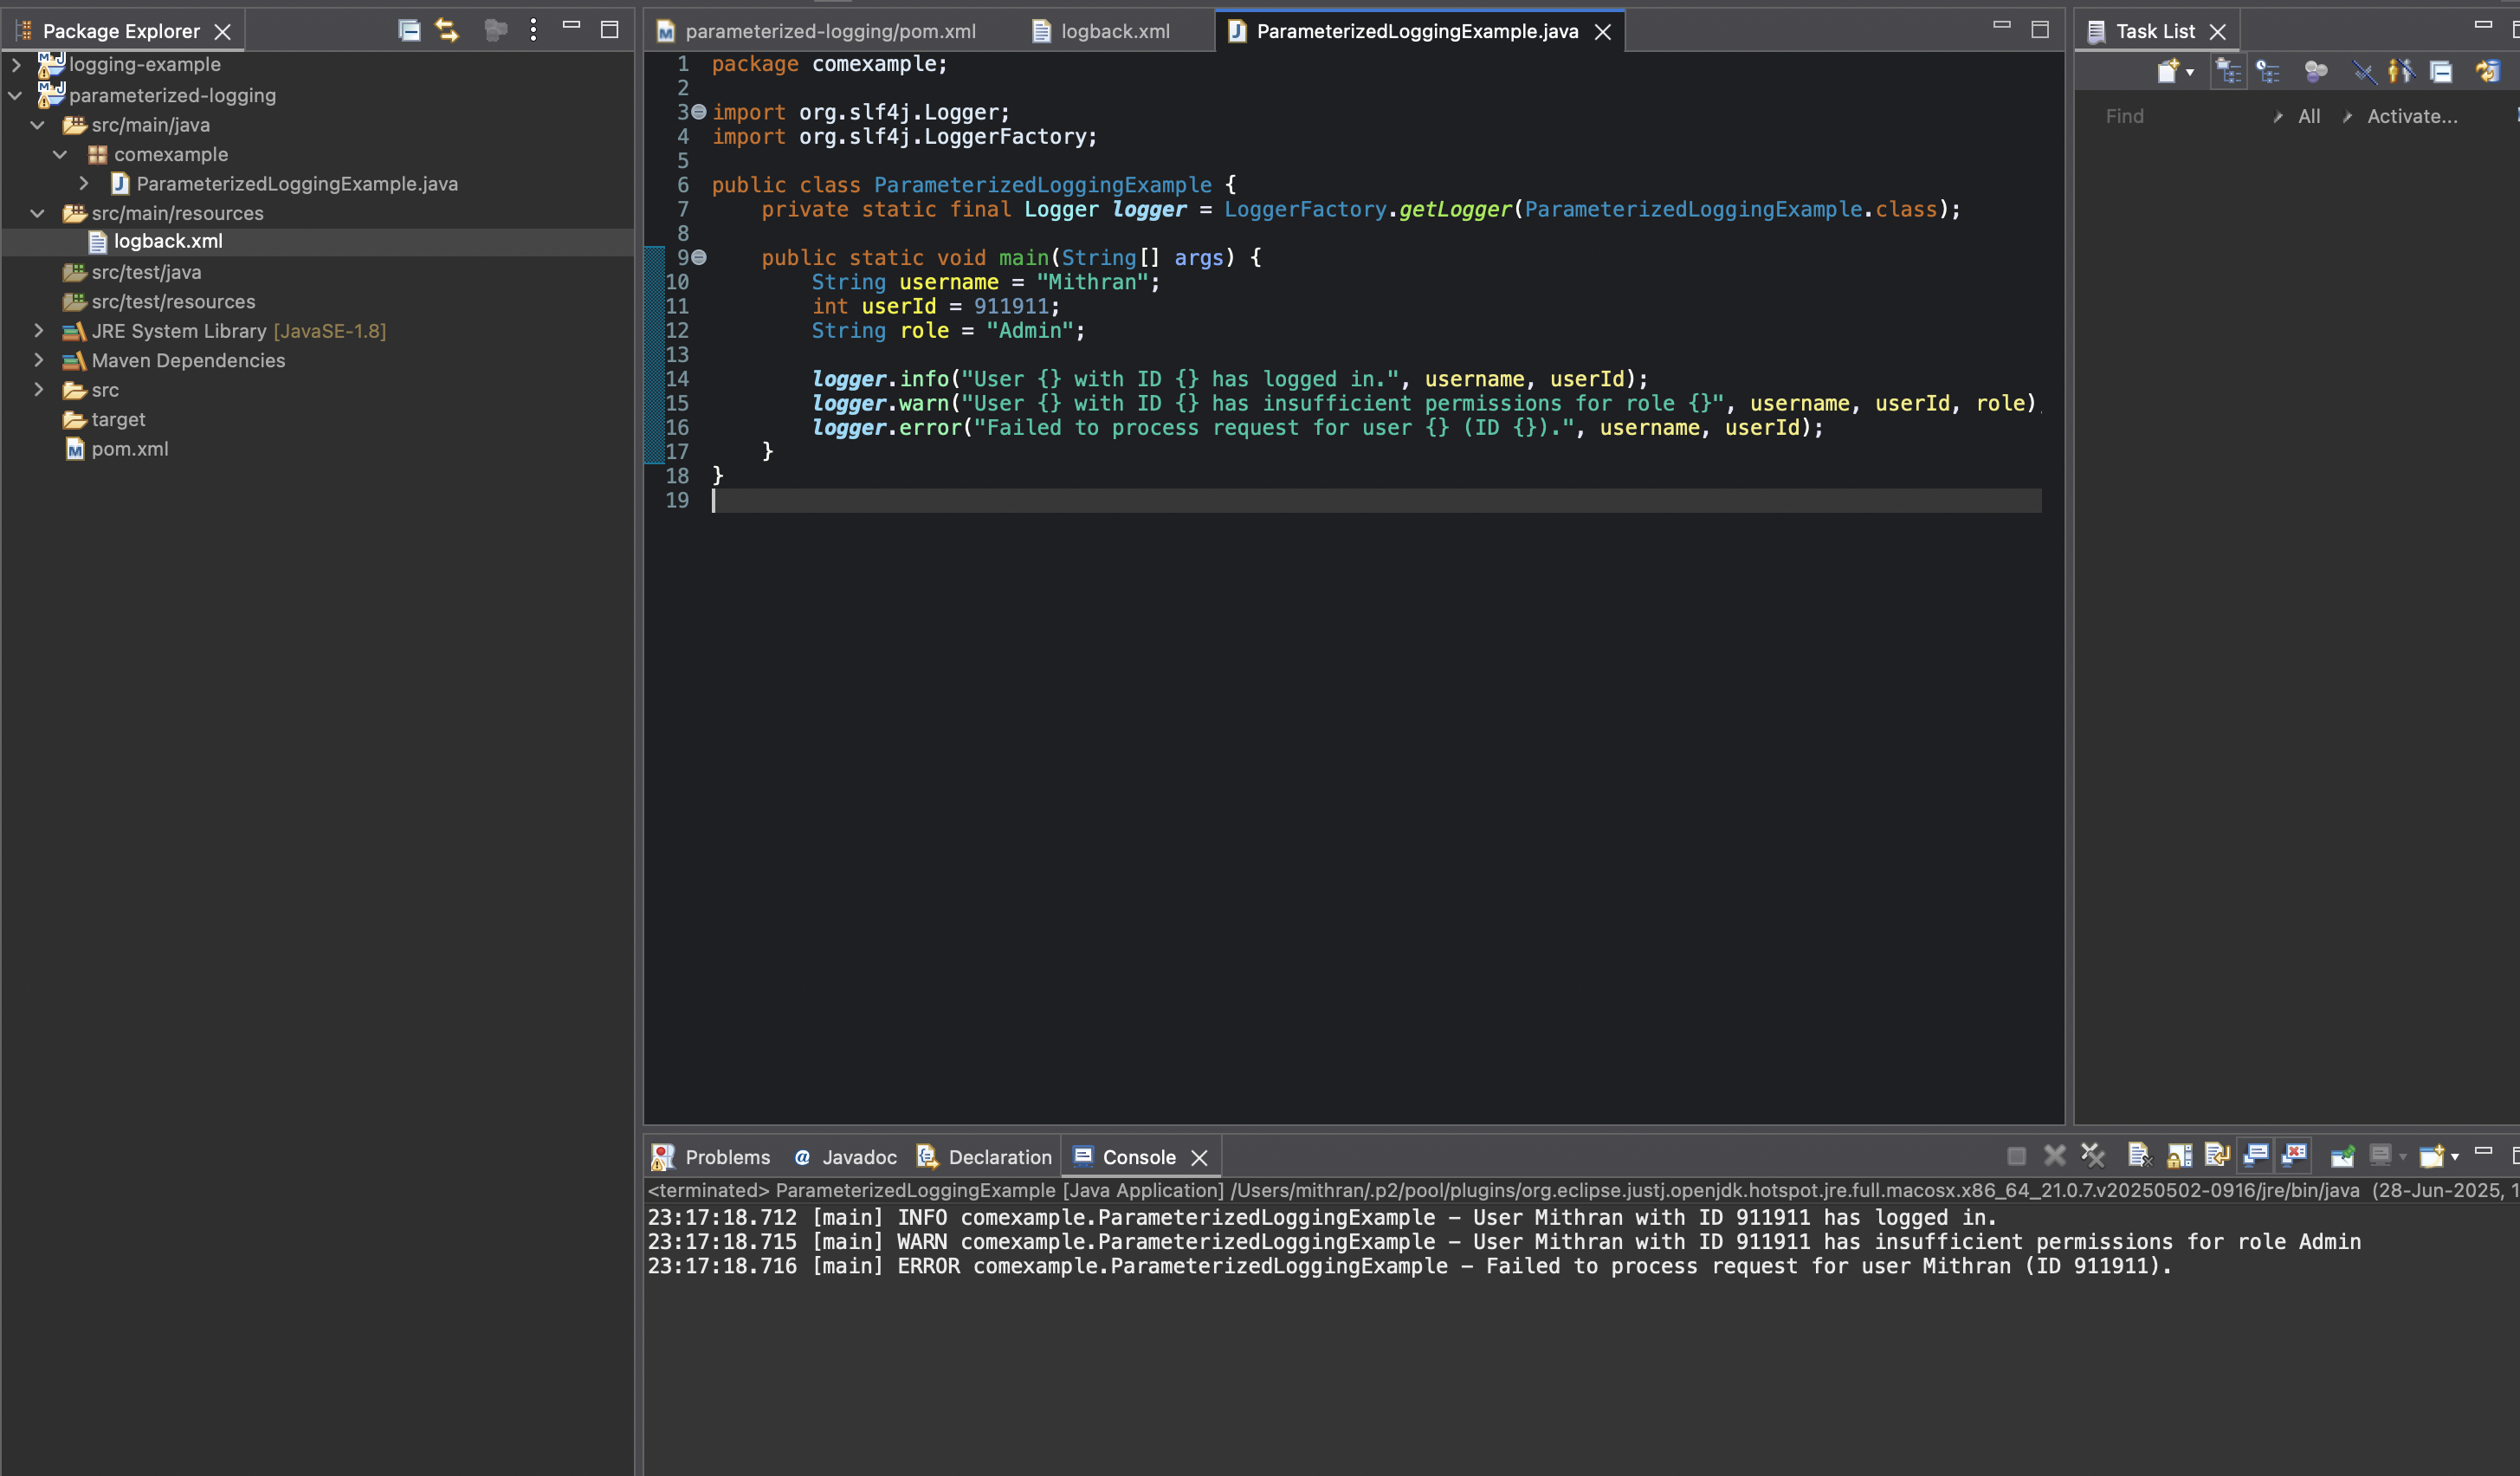 Package Explorer
logging-example
parameterized-logging
src/main/java
comexample
ParameterizedLoggingExample.java
src/main/resources
logback.xml
src/test/java
src/test/resources
JRE System Library [JavaSE-1.8]
Maven Dependencies
src
target
pom.xml
parameterized-logging/pom.xml
logback.xml
ParameterizedLoggingExample.java
1 package comexample;
2
3 import org.slf4j.Logger;
4 import org.slf4j.LoggerFactory;
5
6 public class ParameterizedLoggingExample {
7 private static final Logger logger = LoggerFactory.getLogger(ParameterizedLoggingExample.class);
8
9 public static void main(String[] args) {
10 String username = "Mithran";
11 int userId = 911911;
12 String role = "Admin";
13
14 logger.info("User {} with ID {} has logged in.", username, userId);
15 logger.warn("User {} with ID {} has insufficient permissions for role {}", username, userId, role)
16 logger.error("Failed to process request for user {} (ID {}).", username, userId);
17 }
18 }
19
Task List
Find All Activate...
Problems Javadoc Declaration Console
<terminated> ParameterizedLoggingExample [Java Application] /Users/mithran/.p2/pool/plugins/org.eclipse.justj.openjdk.hotspot.jre.full.macosx.x86_64_21.0.7.v20250502-0916/jre/bin/java (28-Jun-2025, 1
23:17:18.712 [main] INFO comexample.ParameterizedLoggingExample – User Mithran with ID 911911 has logged in.
23:17:18.715 [main] WARN comexample.ParameterizedLoggingExample – User Mithran with ID 911911 has insufficient permissions for role Admin
23:17:18.716 [main] ERROR comexample.ParameterizedLoggingExample – Failed to process request for user Mithran (ID 911911).